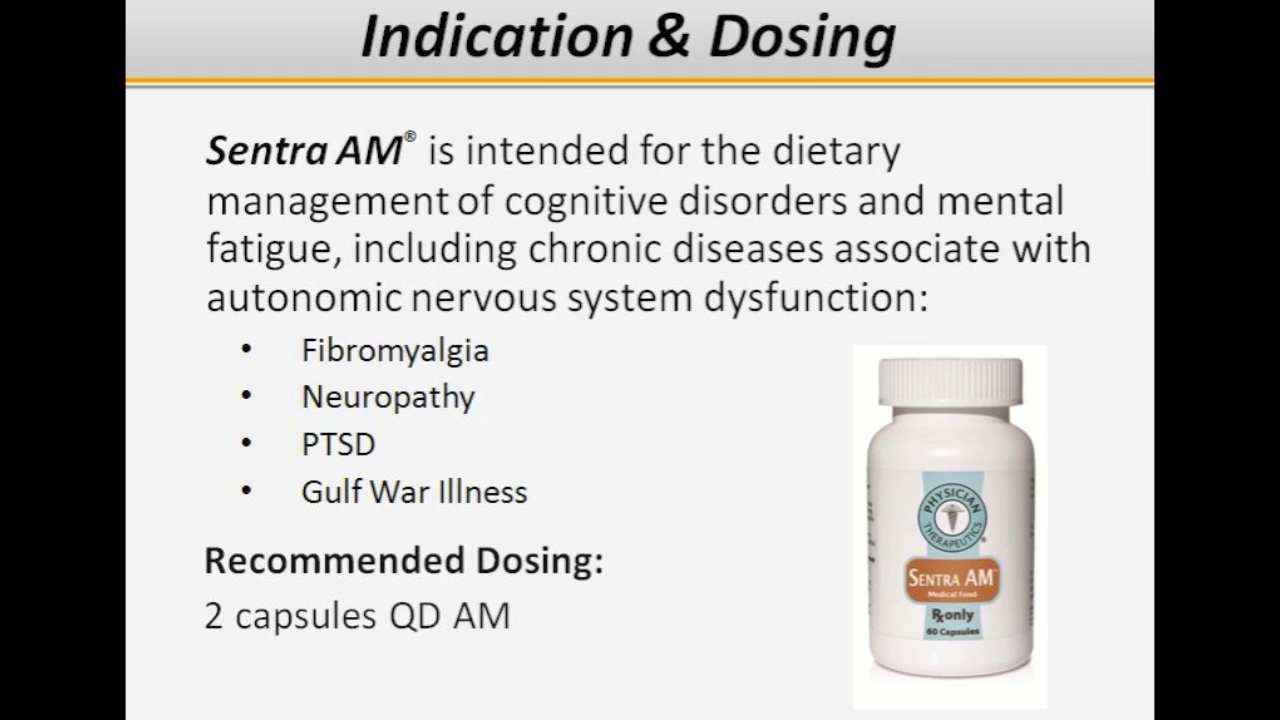 Indication & Dosing
Sentra AM® is intended for the dietary
management of cognitive disorders and mental
fatigue, including chronic diseases associate with
autonomic nervous system dysfunction:
• Fibromyalgia
• Neuropathy
• PTSD
• Gulf War Illness
Recommended Dosing:
2 capsules QD AM
PHYSICIAN
THERAPEUTICS
SENTRA AM™
Medical Food
Rx only
60 Capsules